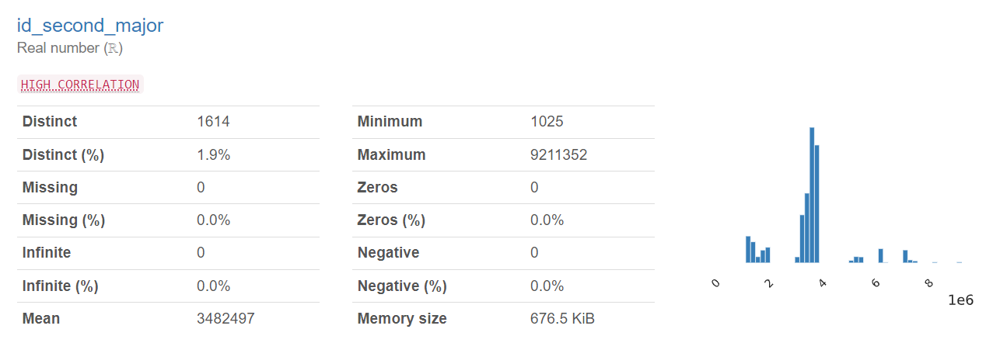 id_second_major
Real number (ℝ)
HIGH CORRELATION
Distinct 1614
Distinct (%) 1.9%
Missing 0
Missing (%) 0.0%
Infinite 0
Infinite (%) 0.0%
Mean 3482497
Minimum 1025
Maximum 9211352
Zeros 0
Zeros (%) 0.0%
Negative 0
Negative (%) 0.0%
Memory size 676.5 KiB
0 2 4 6 8
1e6